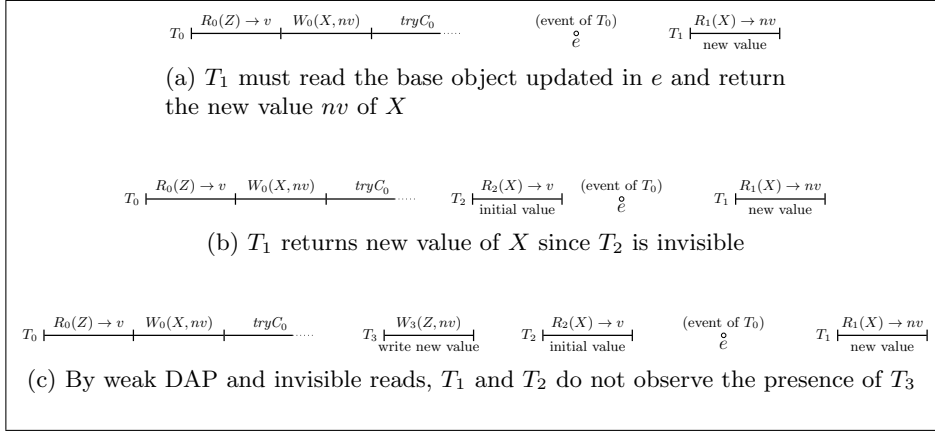 R₀(Z) → v W₀(X, nv) tryC₀ (event of T₀) R₁(X) → nv
T₀ e T₁
new value
(a) T₁ must read the base object updated in e and return
the new value nv of X
R₀(Z) → v W₀(X, nv) tryC₀ R₂(X) → v (event of T₀) R₁(X) → nv
T₀ T₂ e T₁
initial value new value
(b) T₁ returns new value of X since T₂ is invisible
R₀(Z) → v W₀(X, nv) tryC₀ W₃(Z, nv) R₂(X) → v (event of T₀) R₁(X) → nv
T₀ T₃ T₂ e T₁
write new value initial value new value
(c) By weak DAP and invisible reads, T₁ and T₂ do not observe the presence of T₃